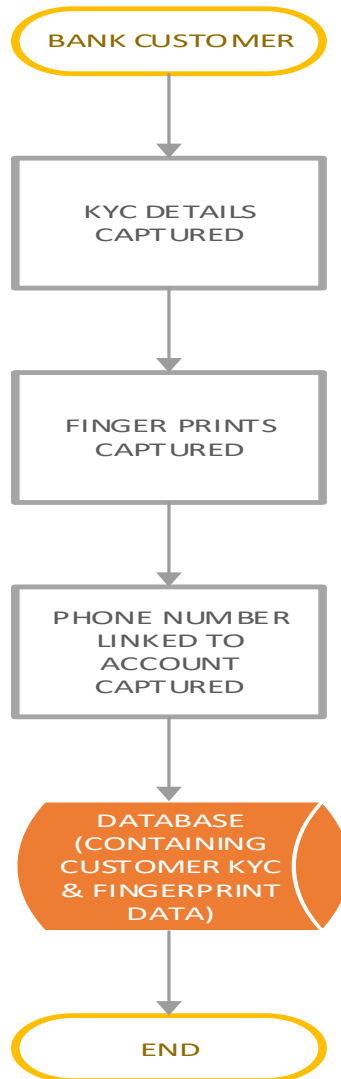 BANK CUSTOMER
KYC DETAILS
CAPTURED
FINGER PRINTS
CAPTURED
PHONE NUMBER
LINKED TO
ACCOUNT
CAPTURED
DATABASE
(CONTAINING
CUSTOMER KYC
& FINGERPRINT
DATA)
END